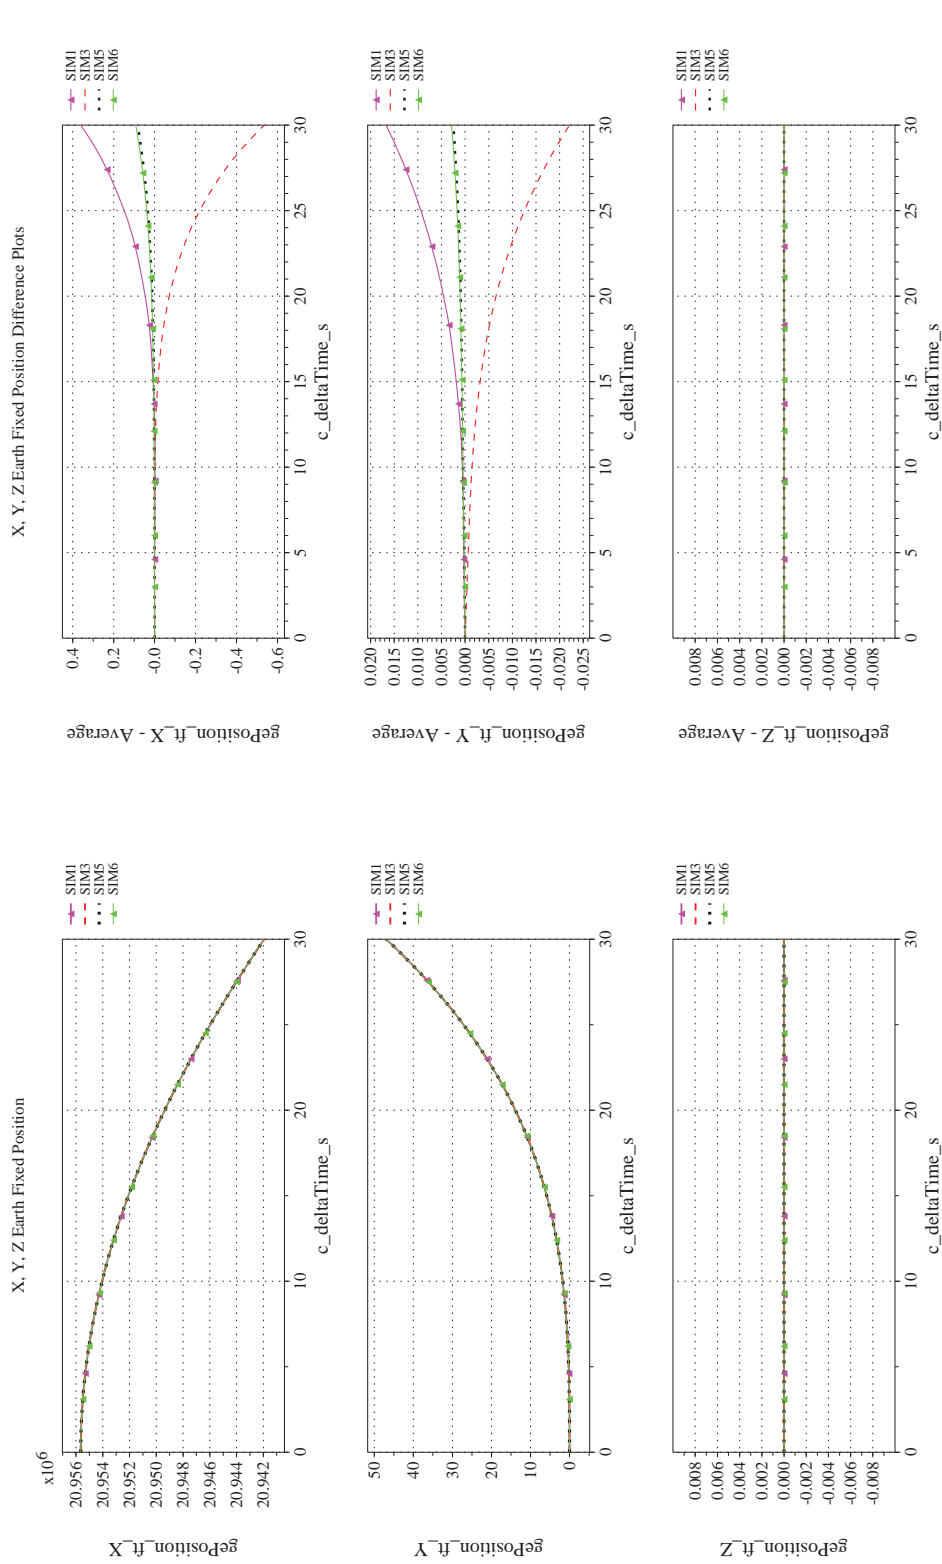 X, Y, Z Earth Fixed Position
x10^6
20.956
20.954
20.952
20.950
20.948
20.946
20.944
20.942
gePosition_ft_X
0 10 20 30
c_deltaTime_s
SIM1
SIM3
SIM5
SIM6
50
40
30
20
10
0
gePosition_ft_Y
0 10 20 30
c_deltaTime_s
SIM1
SIM3
SIM5
SIM6
0.008
0.006
0.004
0.002
0.000
-0.002
-0.004
-0.006
-0.008
gePosition_ft_Z
0 10 20 30
c_deltaTime_s
SIM1
SIM3
SIM5
SIM6
X, Y, Z Earth Fixed Position Difference Plots
0.4
0.2
-0.0
-0.2
-0.4
-0.6
gePosition_ft_X - Average
0 5 10 15 20 25 30
c_deltaTime_s
SIM1
SIM3
SIM5
SIM6
0.020
0.015
0.010
0.005
0.000
-0.005
-0.010
-0.015
-0.020
-0.025
gePosition_ft_Y - Average
0 5 10 15 20 25 30
c_deltaTime_s
SIM1
SIM3
SIM5
SIM6
0.008
0.006
0.004
0.002
0.000
-0.002
-0.004
-0.006
-0.008
gePosition_ft_Z - Average
0 5 10 15 20 25 30
c_deltaTime_s
SIM1
SIM3
SIM5
SIM6